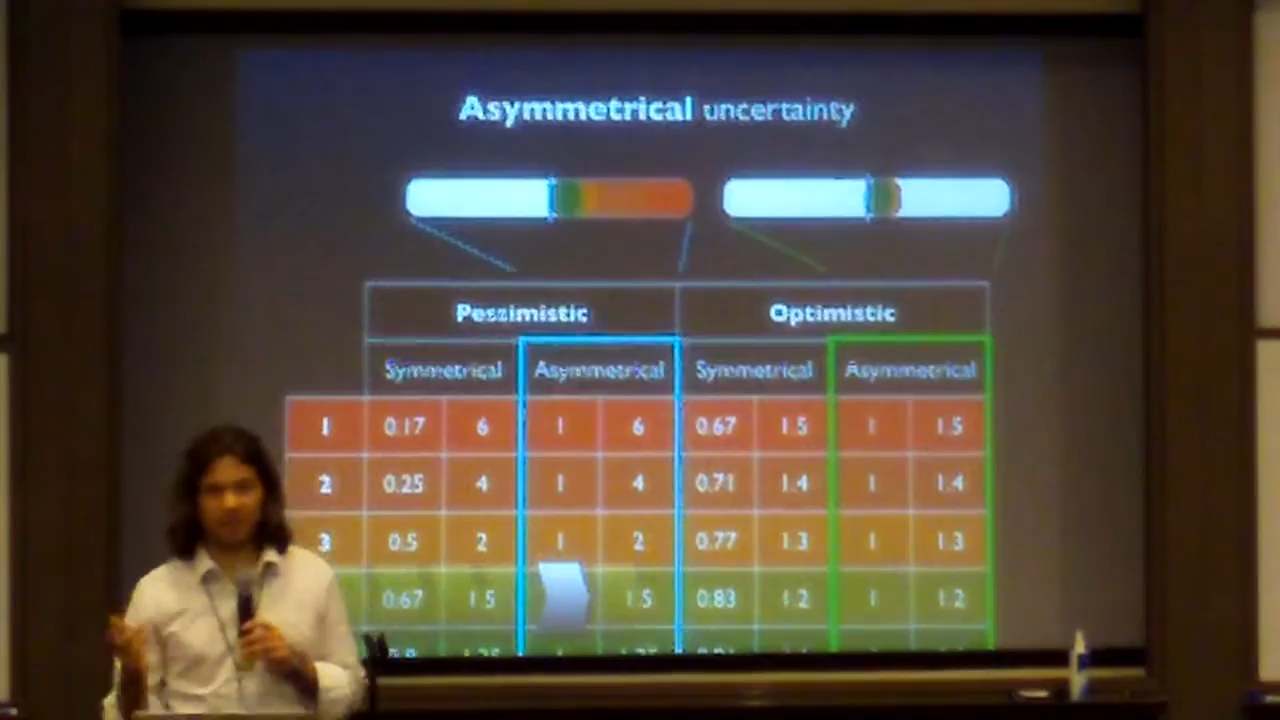 Asymmetrical uncertainty
Pessimistic Optimistic
Symmetrical Asymmetrical Symmetrical Asymmetrical
1 0.17 6 1 6 0.67 1.5 1 1.5
2 0.25 4 1 4 0.71 1.4 1 1.4
3 0.5 2 1 2 0.77 1.3 1 1.3
0.67 1.5 1.5 0.83 1.2 1 1.2